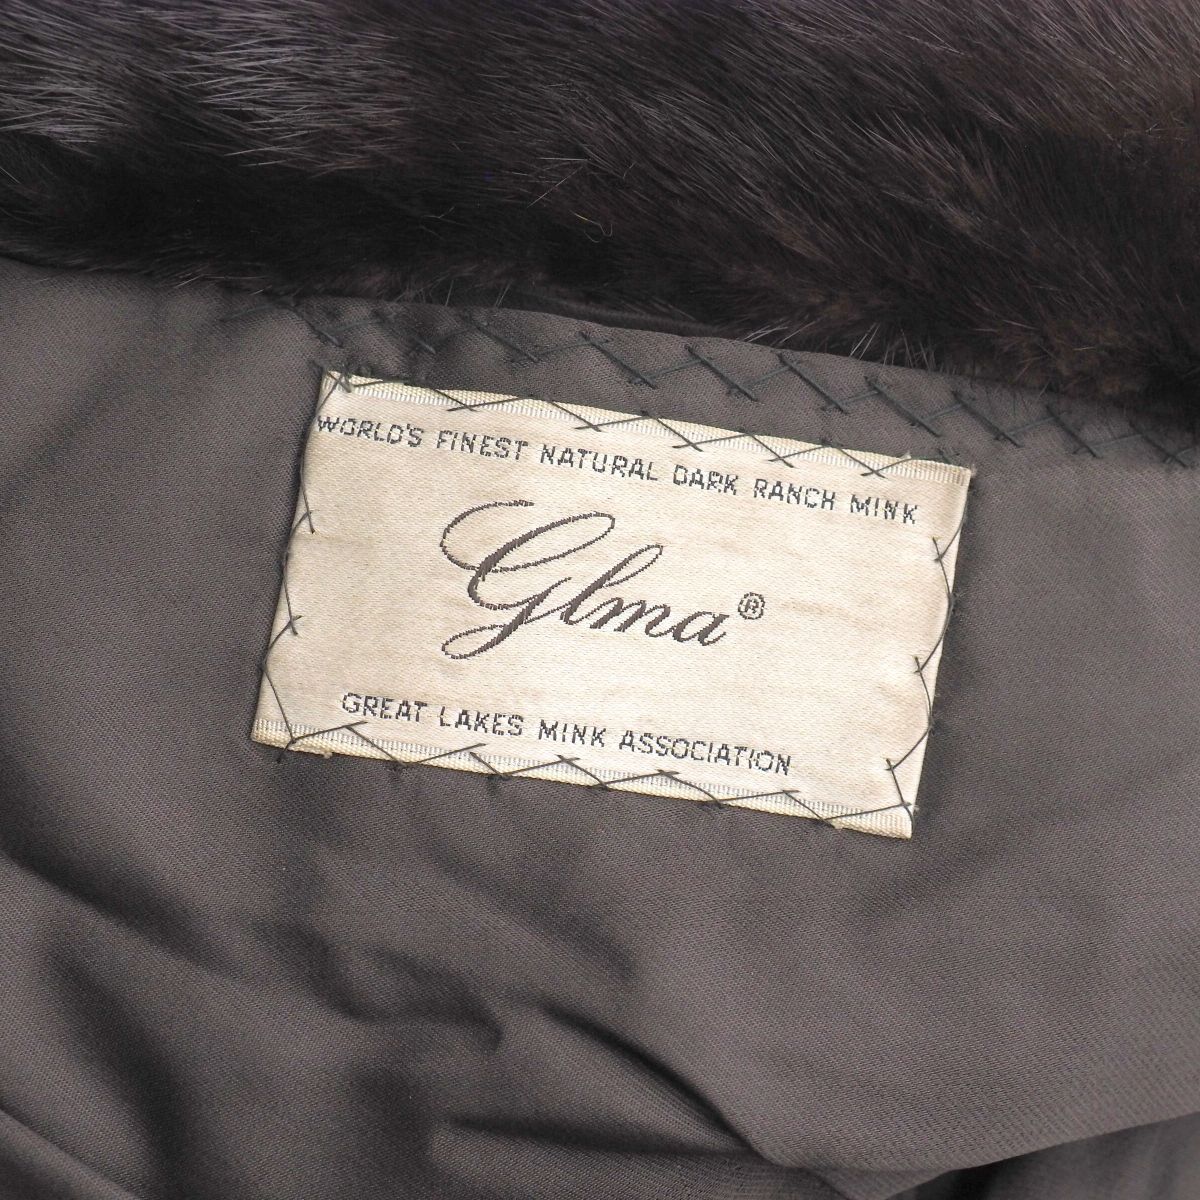 WORLD'S FINEST NATURAL DARK RANCH MINK
Glma®
GREAT LAKES MINK ASSOCIATION